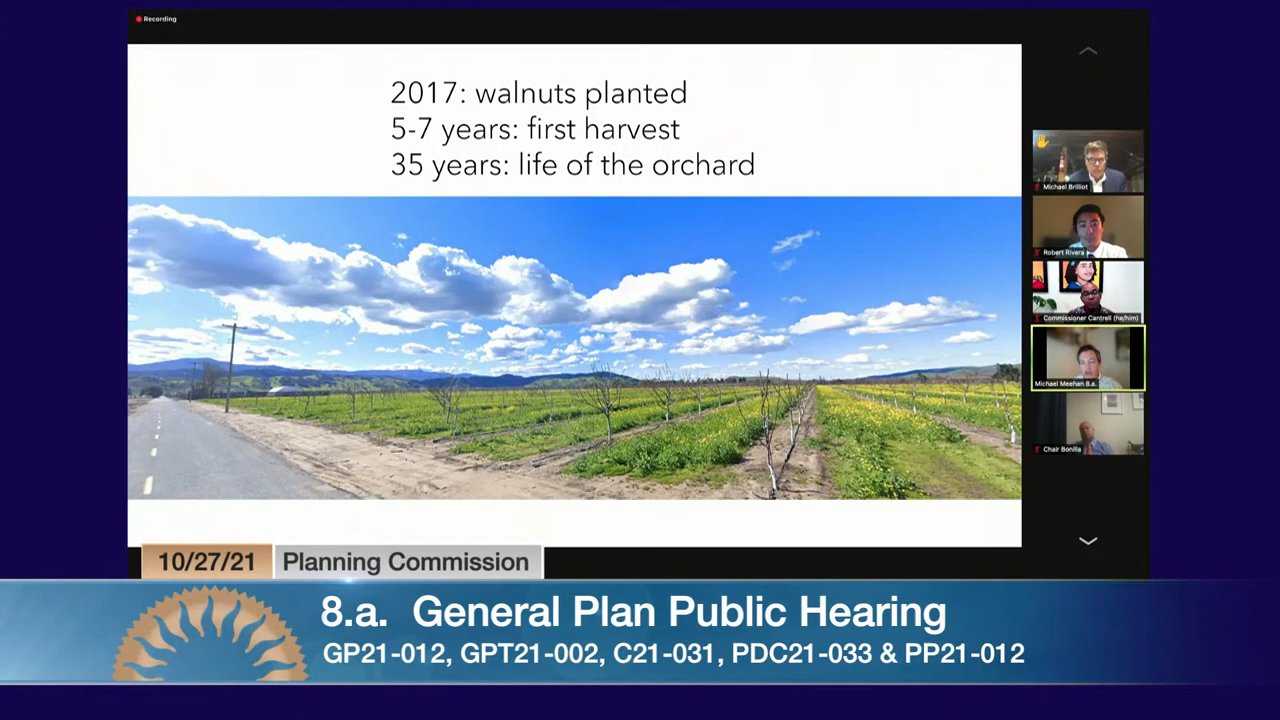 Recording
2017: walnuts planted
5-7 years: first harvest
35 years: life of the orchard
Michael Brilliot
Robert Rivera
Commissioner Cantrell (he/him)
Michael Meehan 8.a.
Chair Bonilla
10/27/21
Planning Commission
8.a. General Plan Public Hearing
GP21-012, GPT21-002, C21-031, PDC21-033 & PP21-012